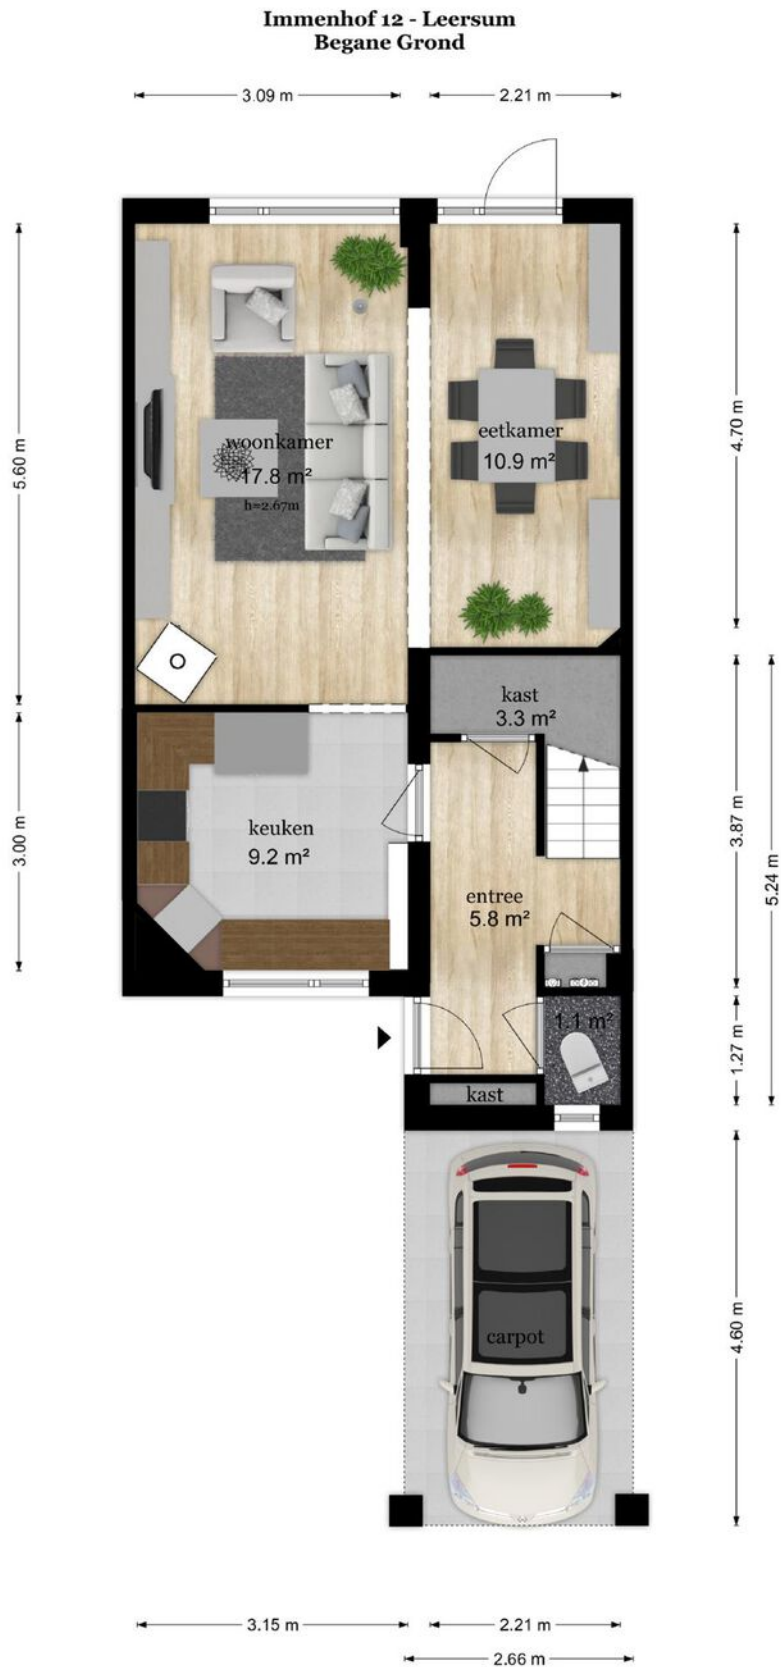 Immenhof 12 - Leersum
Begane Grond
3.09 m
2.21 m
5.60 m
4.70 m
woonkamer
17.8 m²
h=2.67m
eetkamer
10.9 m²
kast
3.3 m²
3.00 m
keuken
9.2 m²
3.87 m
5.24 m
entree
5.8 m²
1.1 m²
1.27 m
kast
4.60 m
carpot
3.15 m
2.21 m
2.66 m